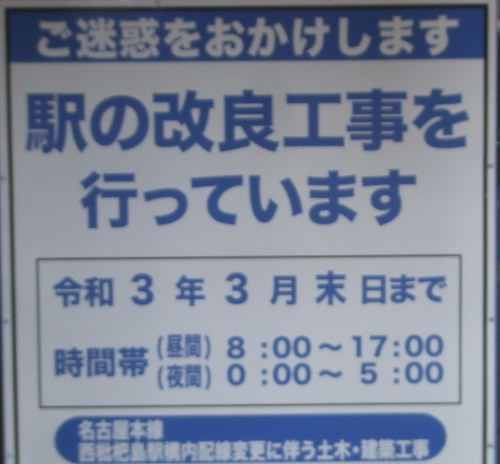 ご迷惑をおかけします
駅の改良工事を
行っています
令和 3 年 3 月 末 日まで
時間帯 (昼間) 8 :00～17:00
(夜間) 0 :00～ 5 :00
名古屋本線
西枇杷島駅構内配線変更に伴う土木・建築工事